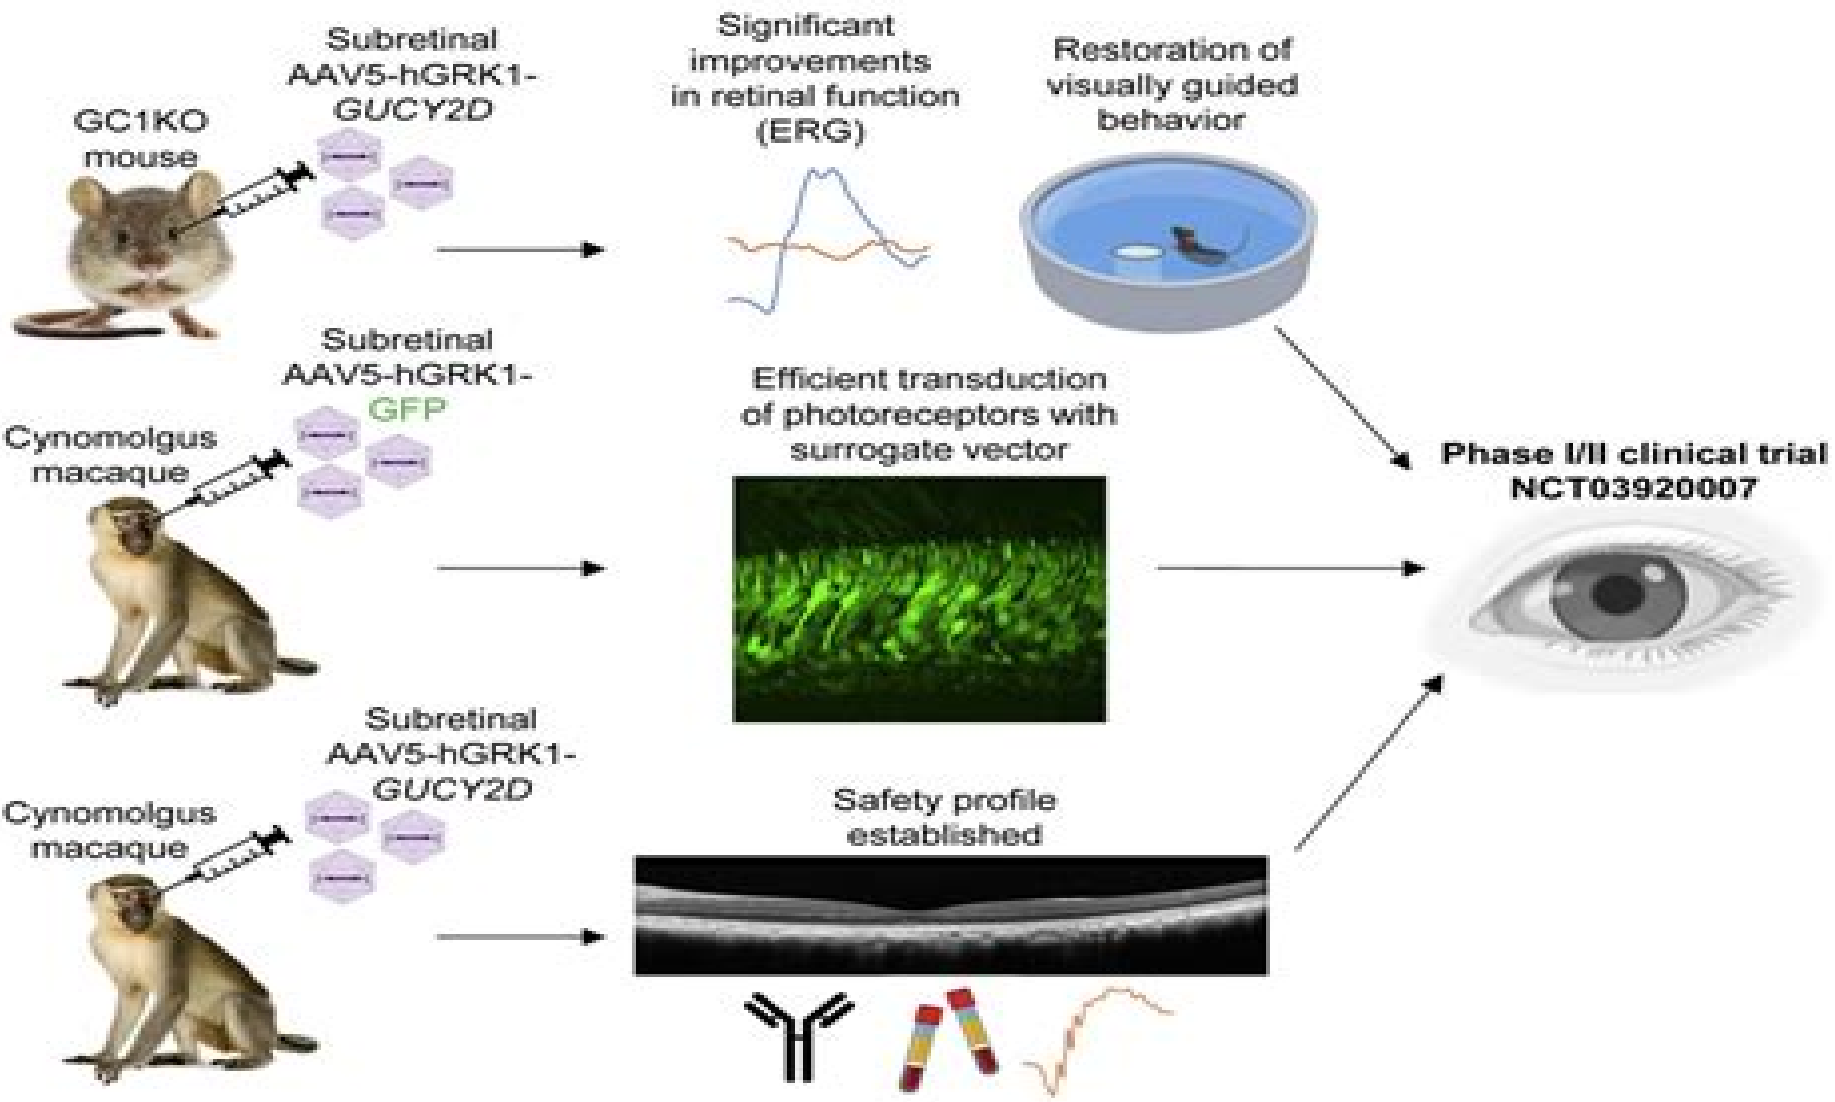 Subretinal
AAV5-hGRK1-
GUCY2D
GC1KO
mouse
Significant
improvements
in retinal function
(ERG)
Restoration of
visually guided
behavior
Subretinal
AAV5-hGRK1-
GFP
Cynomolgus
macaque
Efficient transduction
of photoreceptors with
surrogate vector
Phase I/II clinical trial
NCT03920007
Subretinal
AAV5-hGRK1-
GUCY2D
Cynomolgus
macaque
Safety profile
established